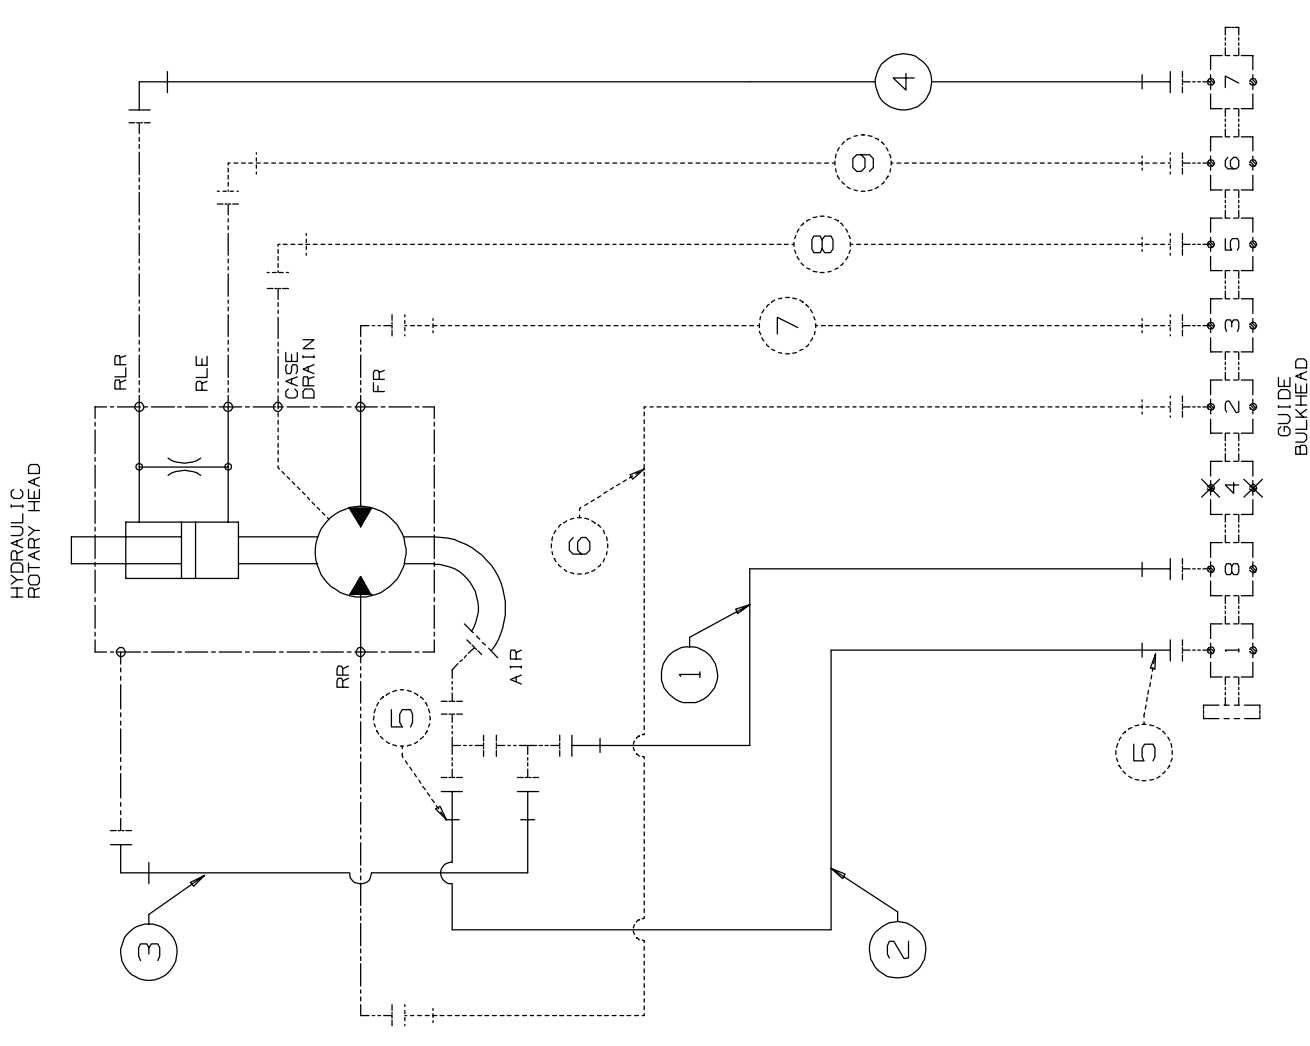 HYDRAULIC
ROTARY HEAD
RLR
3
RLE
CASE
DRAIN
RR
FR
5
AIR
6
1
7
8
9
2
4
5
1 8 4 2 3 5 6 7
GUIDE
BULKHEAD